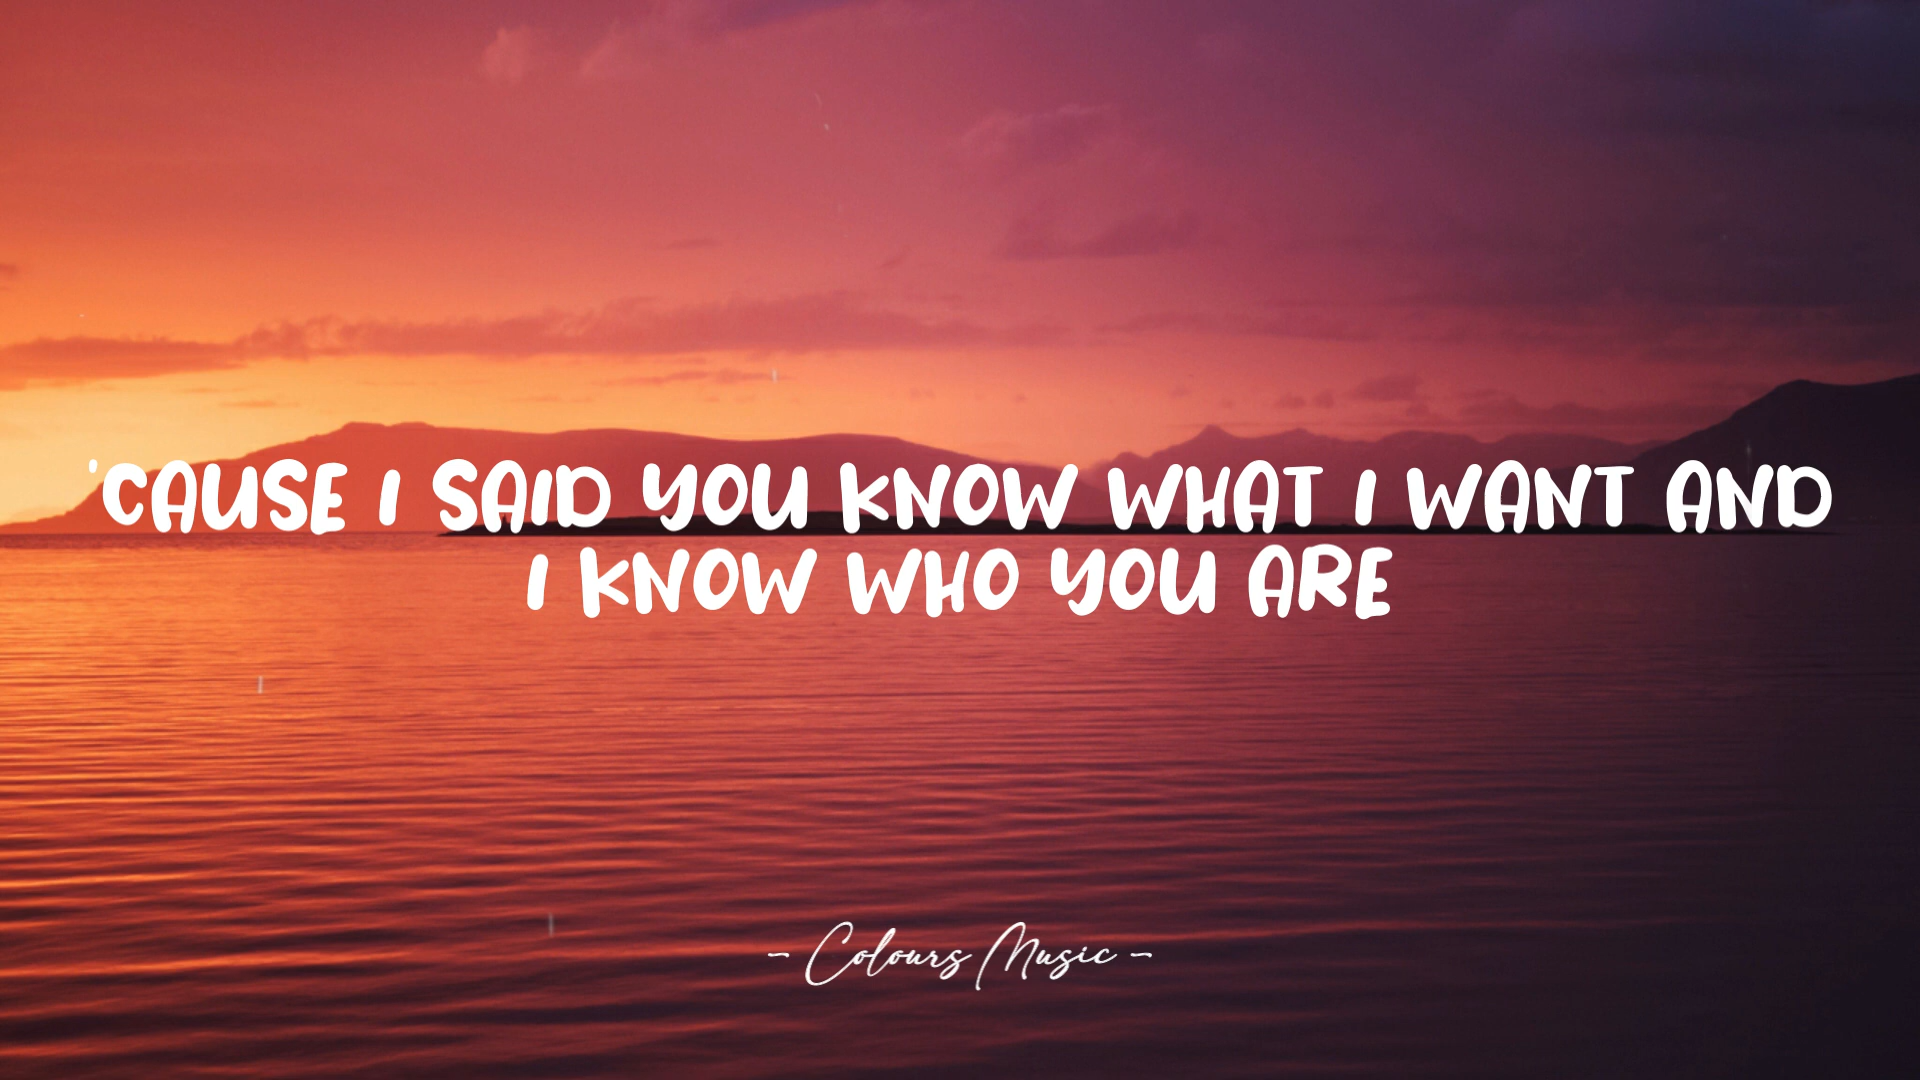 'CAUSE I SAID YOU KNOW WHAT I WANT AND
I KNOW WHO YOU ARE
- Colours Music -